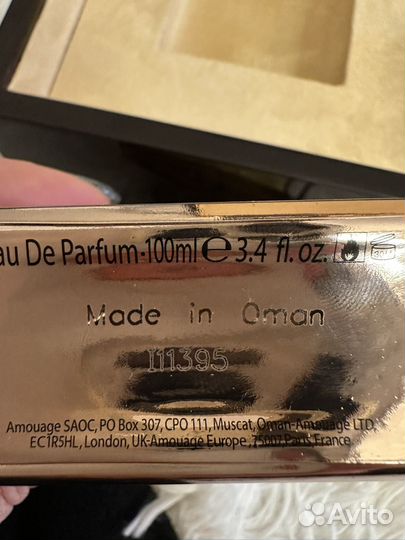 au De Parfum·100ml ℮ 3.4 fl.oz.
Made in Oman
I11395
Amouage SAOC, PO Box 307, CPO 111, Muscat, Oman-Amouage LTD,
EC1R5HL, London, UK-Amouage Europe, 75007 Paris France
Avito